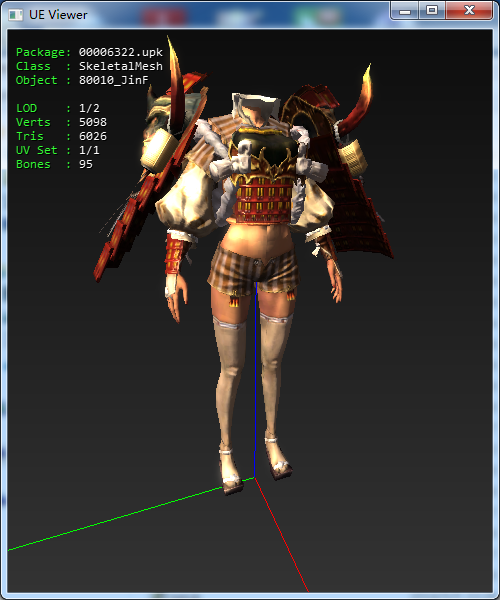 UE Viewer
Package: 00006322.upk
Class  : SkeletalMesh
Object : 80010_JinF
LOD    : 1/2
Verts  : 5098
Tris   : 6026
UV Set : 1/1
Bones  : 95